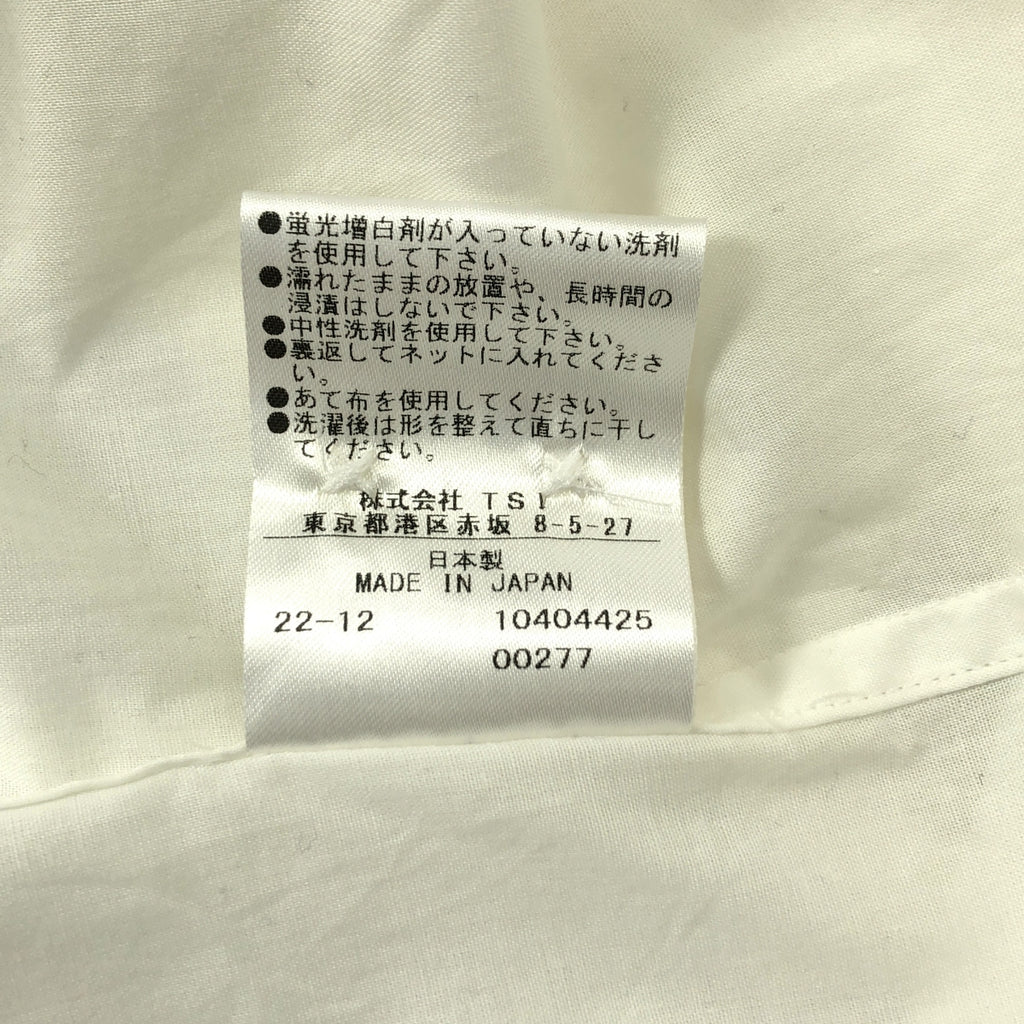 ●蛍光増白剤が入っていない洗剤
を使用して下さい。
●濡れたままの放置や、長時間の
浸漬はしないで下さい。
●中性洗剤を使用して下さい。
●裏返してネットに入れてくださ
い。
●あて布を使用してください。
●洗濯後は形を整えて直ちに干し
てください。
株式会社 TSI
東京都港区赤坂 8-5-27
日本製
MADE IN JAPAN
22-12 10404425
00277